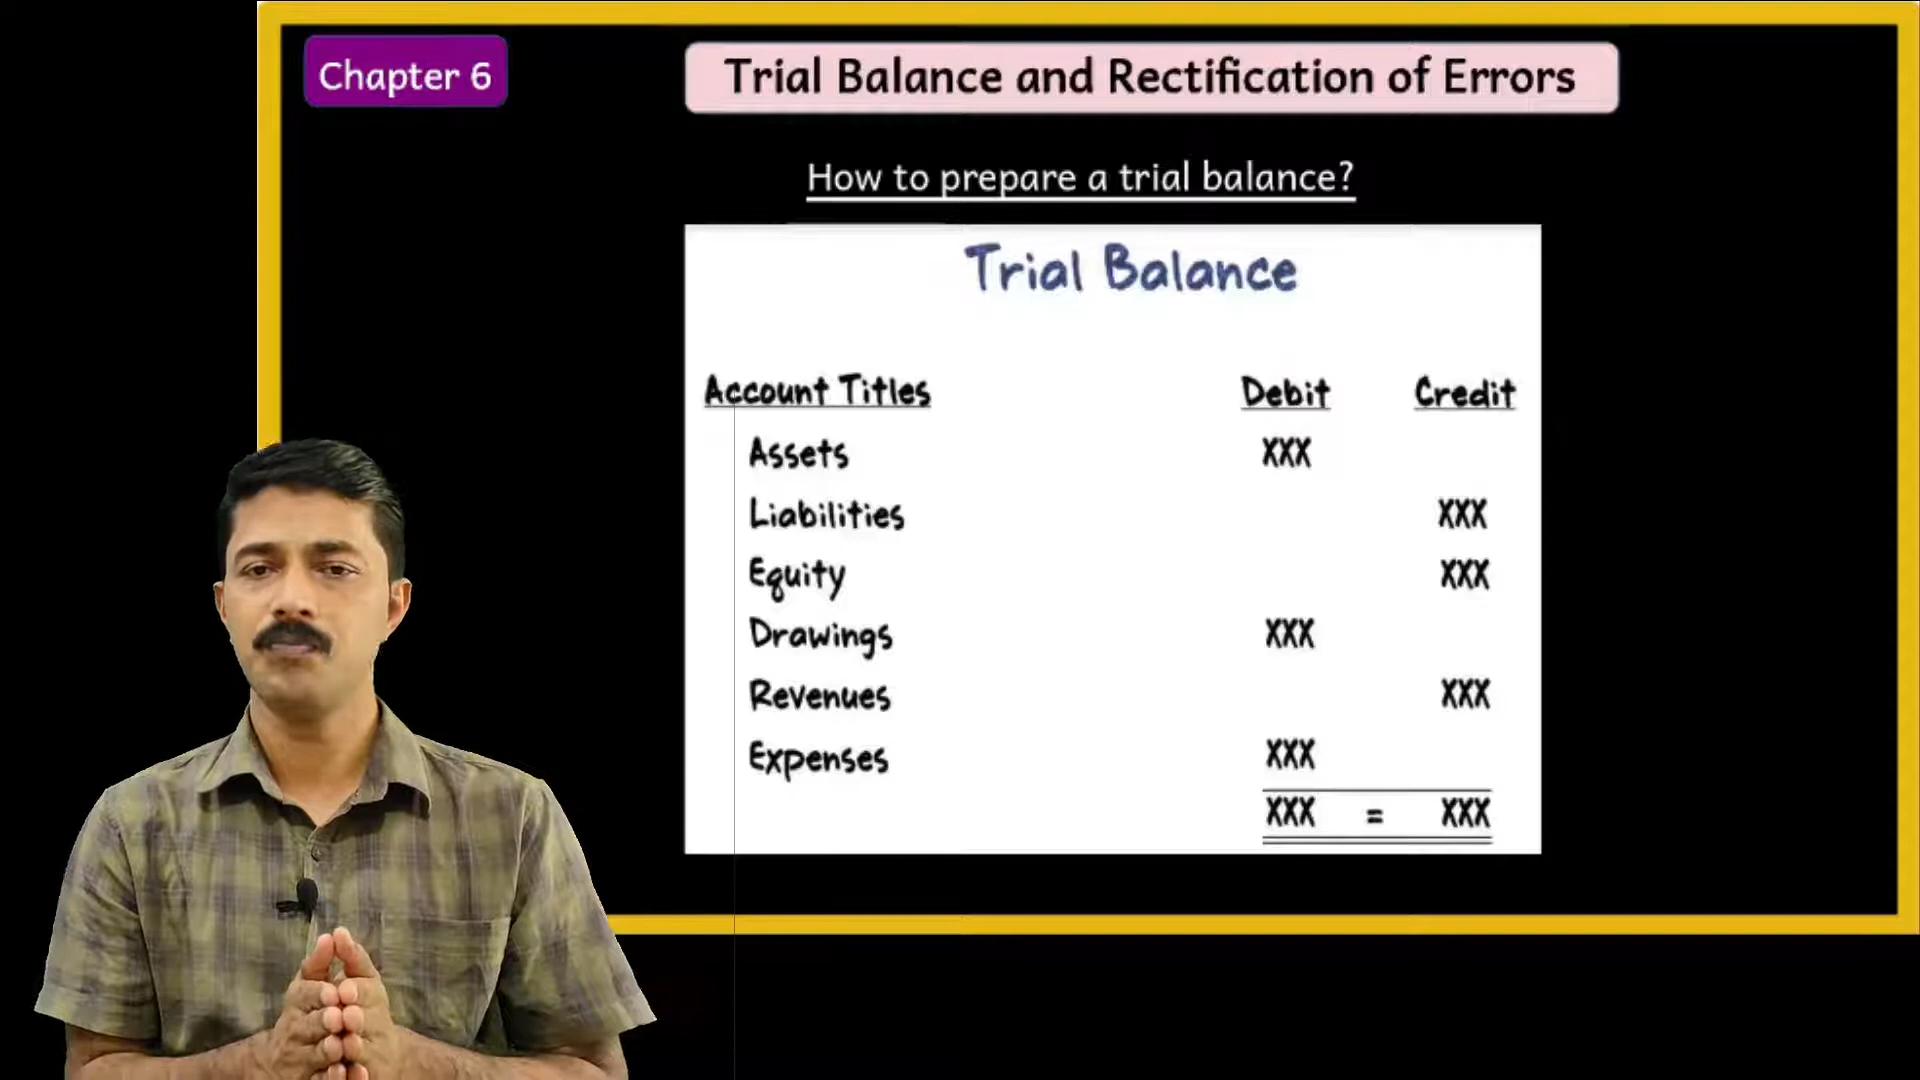 Chapter 6
Trial Balance and Rectification of Errors
How to prepare a trial balance?
Trial Balance
Account Titles Debit Credit
Assets XXX
Liabilities XXX
Equity XXX
Drawings XXX
Revenues XXX
Expenses XXX
XXX = XXX